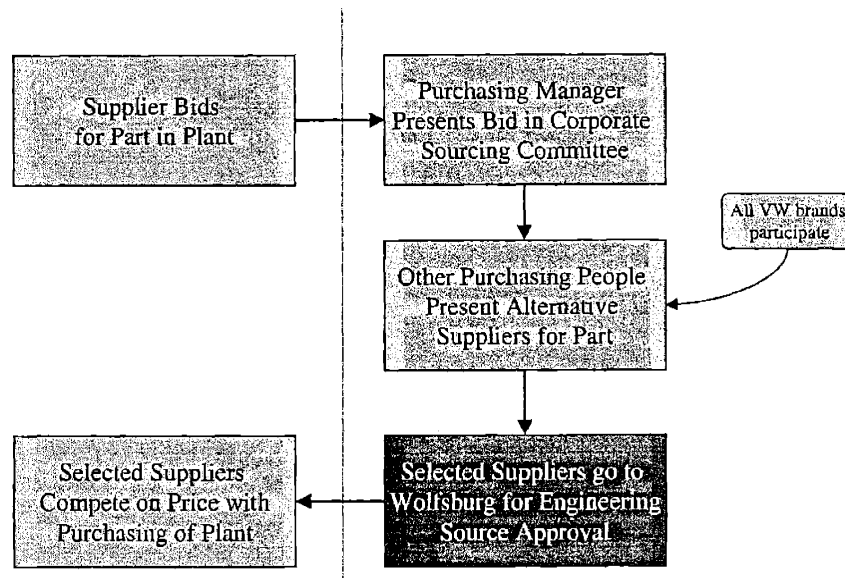 Supplier Bids
for Part in Plant
Purchasing Manager
Presents Bid in Corporate
Sourcing Committee
All VW brands
participate
Other Purchasing People
Present Alternative
Suppliers for Part
Selected Suppliers
Compete on Price with
Purchasing of Plant
Selected Suppliers go to
Wolfsburg for Engineering
Source Approval